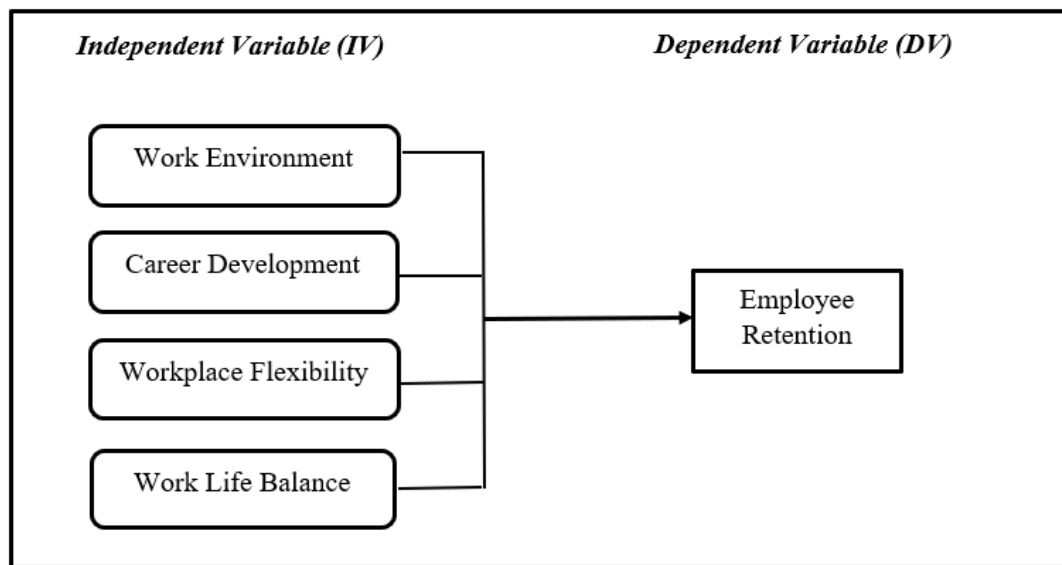 Independent Variable (IV)
Dependent Variable (DV)
Work Environment
Career Development
Workplace Flexibility
Work Life Balance
Employee
Retention